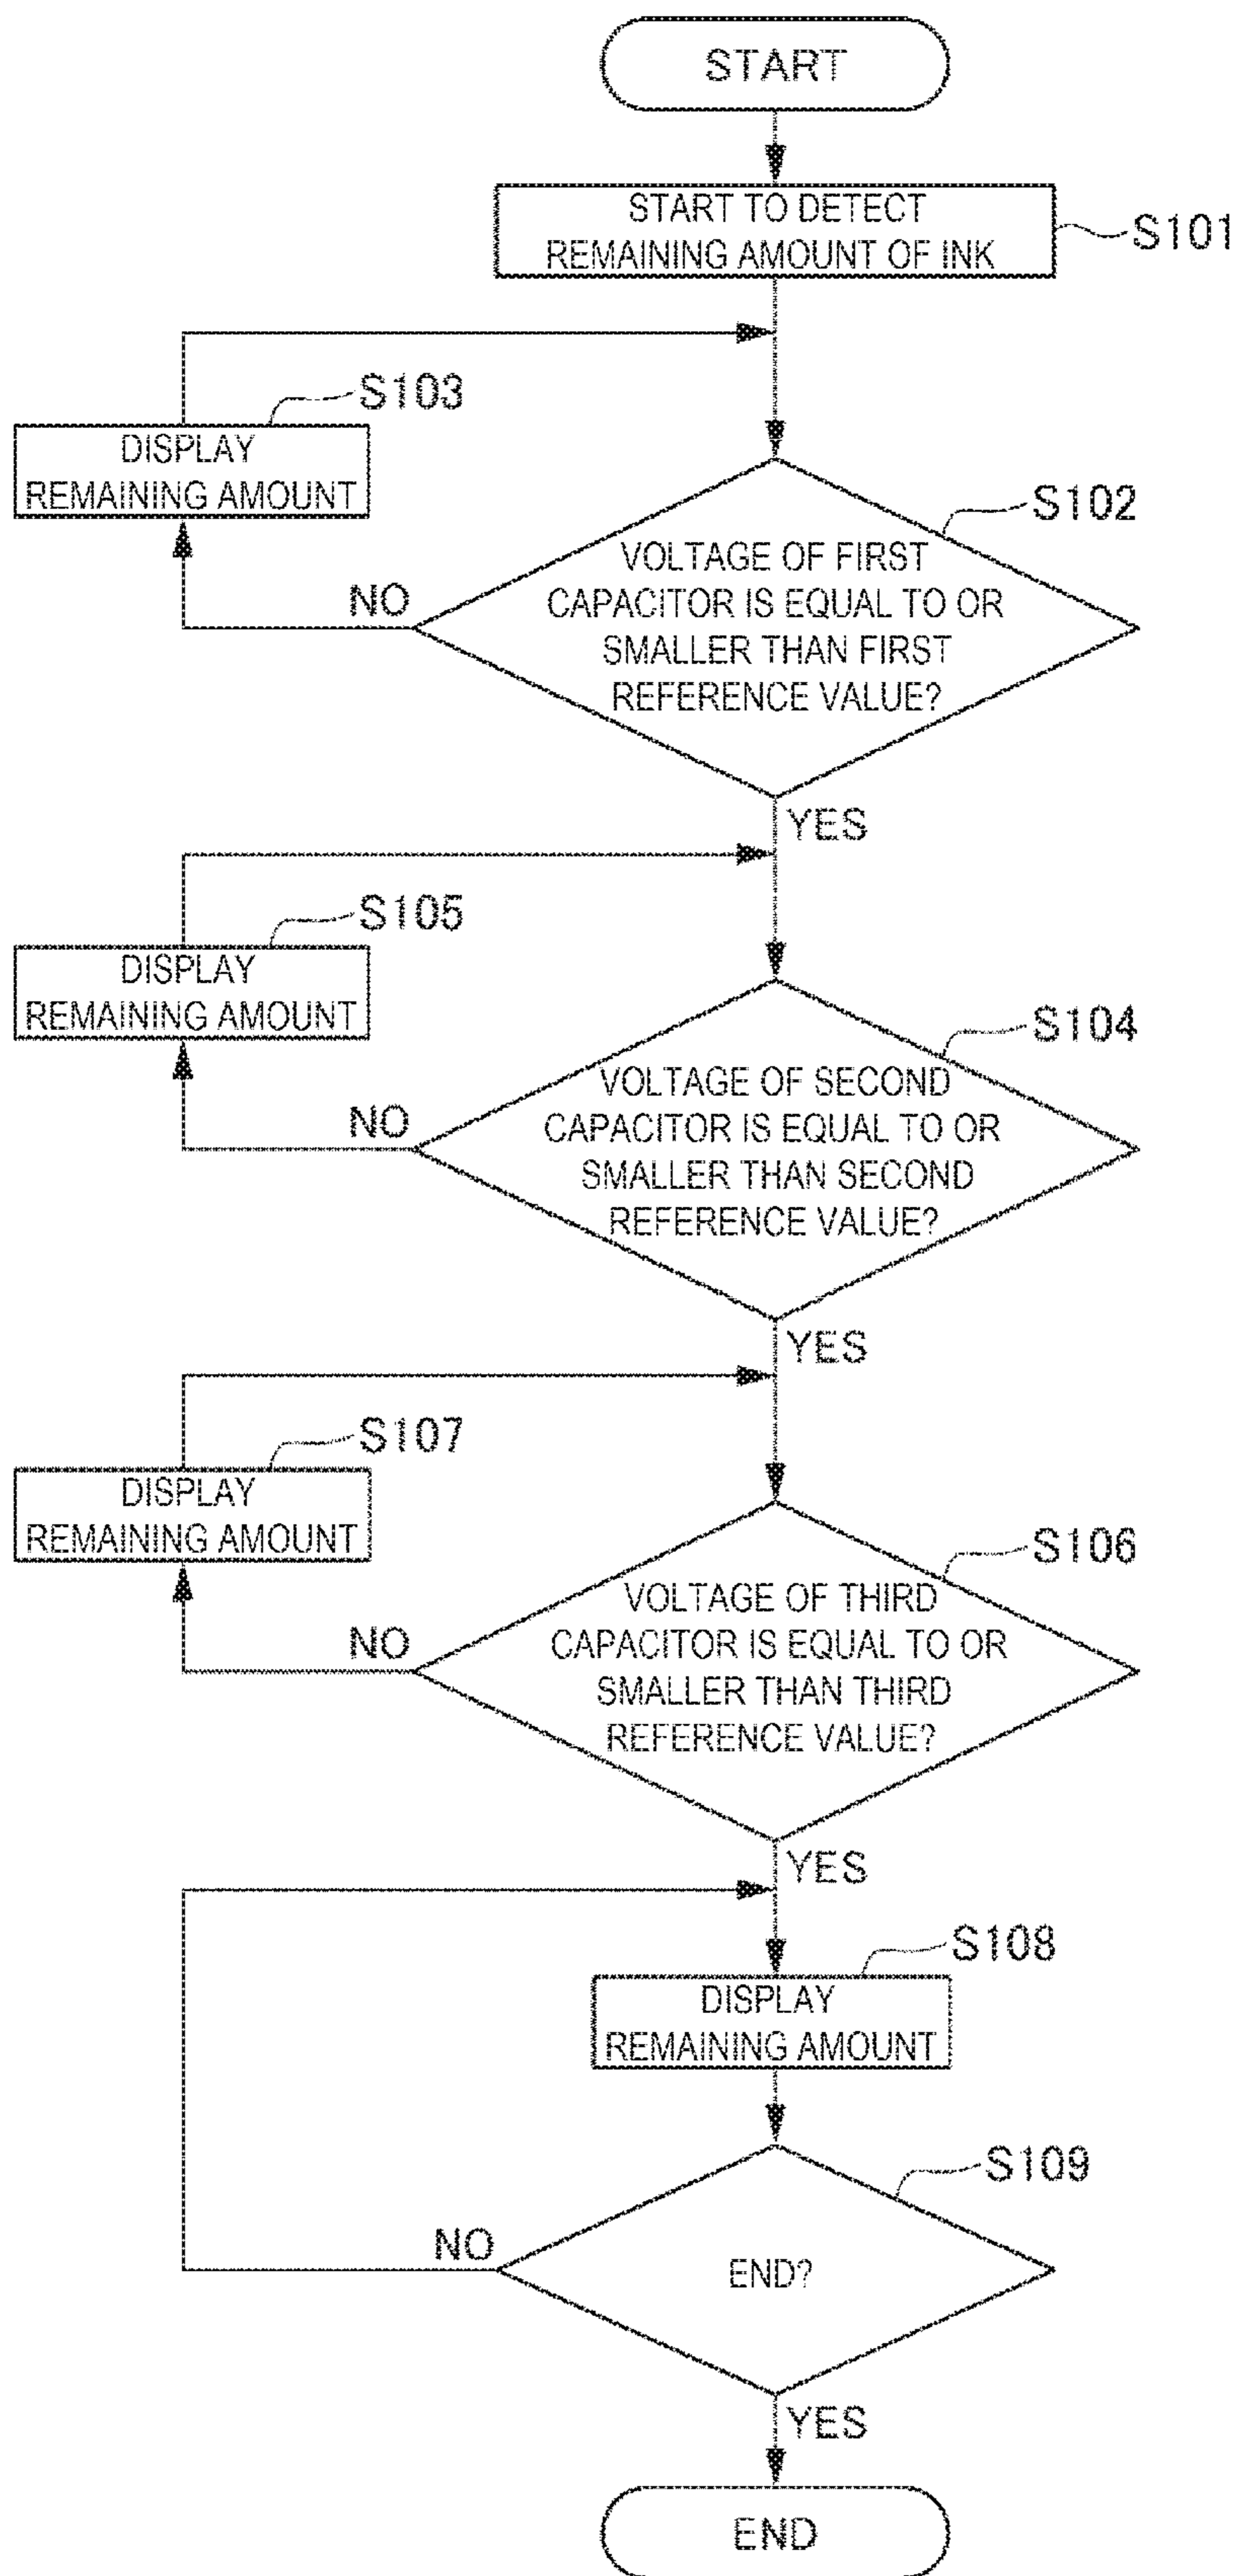 START
START TO DETECT
REMAINING AMOUNT OF INK
S101
S103
DISPLAY
REMAINING AMOUNT
S102
VOLTAGE OF FIRST
CAPACITOR IS EQUAL TO OR
SMALLER THAN FIRST
REFERENCE VALUE?
NO
YES
S105
DISPLAY
REMAINING AMOUNT
S104
VOLTAGE OF SECOND
CAPACITOR IS EQUAL TO OR
SMALLER THAN SECOND
REFERENCE VALUE?
NO
YES
S107
DISPLAY
REMAINING AMOUNT
S106
VOLTAGE OF THIRD
CAPACITOR IS EQUAL TO OR
SMALLER THAN THIRD
REFERENCE VALUE?
NO
YES
S108
DISPLAY
REMAINING AMOUNT
S109
NO
END?
YES
END